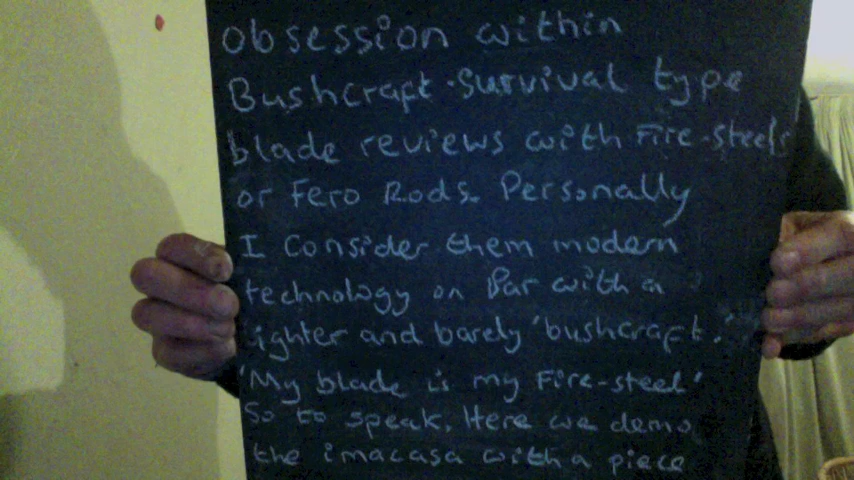 obsession within
Bushcraft-survival type
blade reviews with Fire-steels
or Fero Rods. Personally
I consider them modern
technology on Par with a
lighter and barely 'bushcraft.'
'My blade is my Fire-steel'
So to speak. Here we demo
the imacasa with a piece